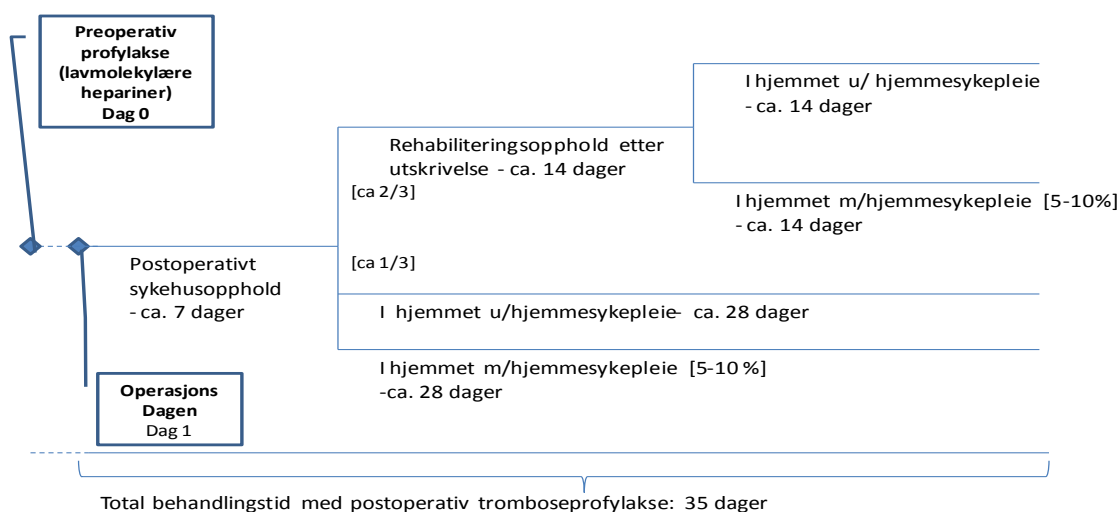 Preoperativ
profylakse
(lavmolekylære
hepariner)
Dag 0
I hjemmet u/ hjemmesykepleie
- ca. 14 dager
Rehabiliteringsopphold etter
utskrivelse - ca. 14 dager
[ca 2/3]
I hjemmet m/hjemmesykepleie [5-10%]
- ca. 14 dager
[ca 1/3]
Postoperativt
sykehusopphold
- ca. 7 dager
I hjemmet u/hjemmesykepleie- ca. 28 dager
I hjemmet m/hjemmesykepleie [5-10 %]
-ca. 28 dager
Operasjons
Dagen
Dag 1
Total behandlingstid med postoperativ tromboseprofylakse: 35 dager